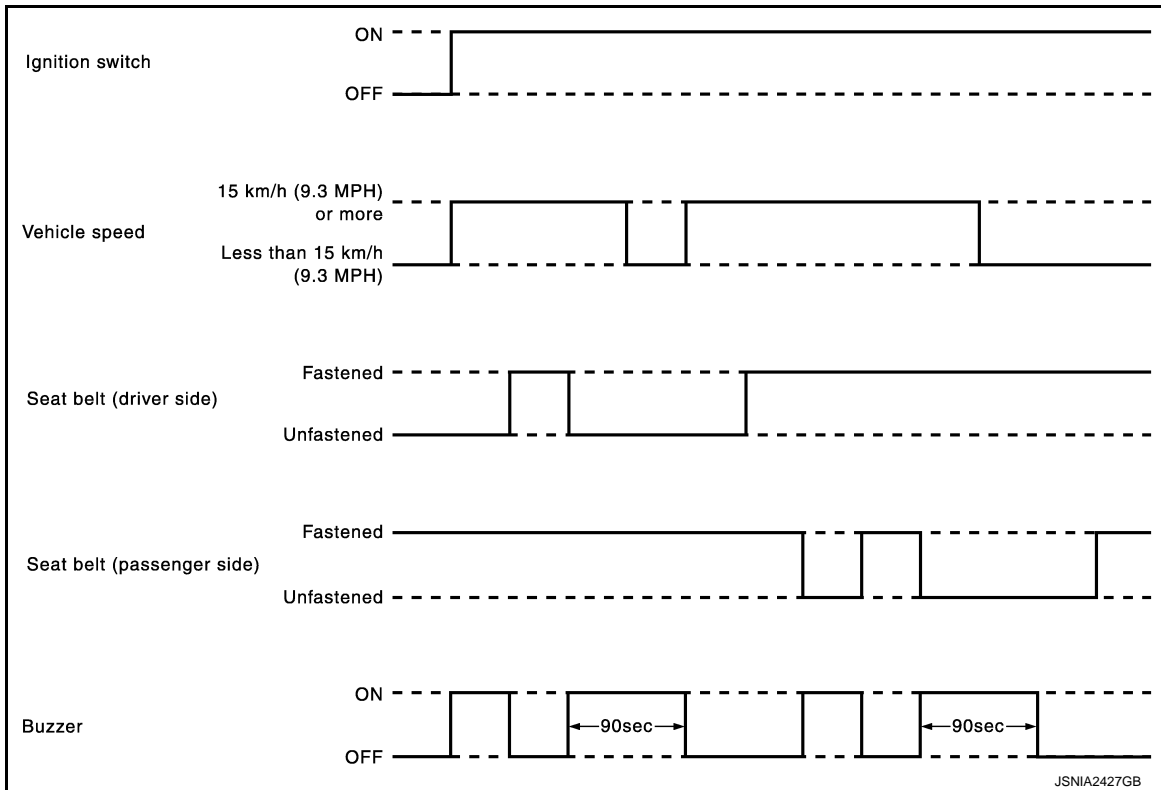 ON
Ignition switch
OFF
15 km/h (9.3 MPH)
or more
Vehicle speed
Less than 15 km/h
(9.3 MPH)
Fastened
Seat belt (driver side)
Unfastened
Fastened
Seat belt (passenger side)
Unfastened
ON
Buzzer
90sec
90sec
OFF
JSNIA2427GB